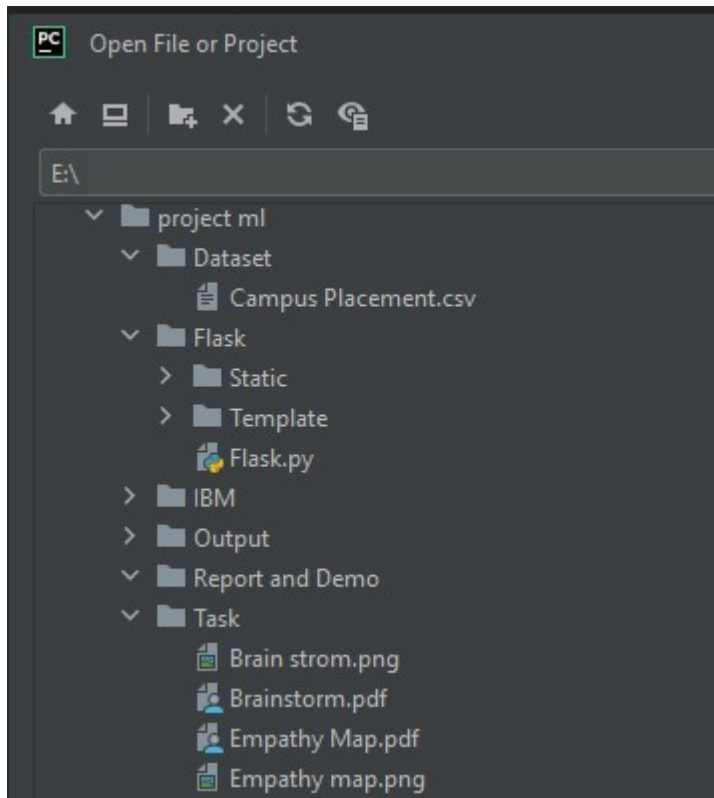 PC Open File or Project
E:\
project ml
Dataset
Campus Placement.csv
Flask
Static
Template
Flask.py
IBM
Output
Report and Demo
Task
Brain strom.png
Brainstorm.pdf
Empathy Map.pdf
Empathy map.png